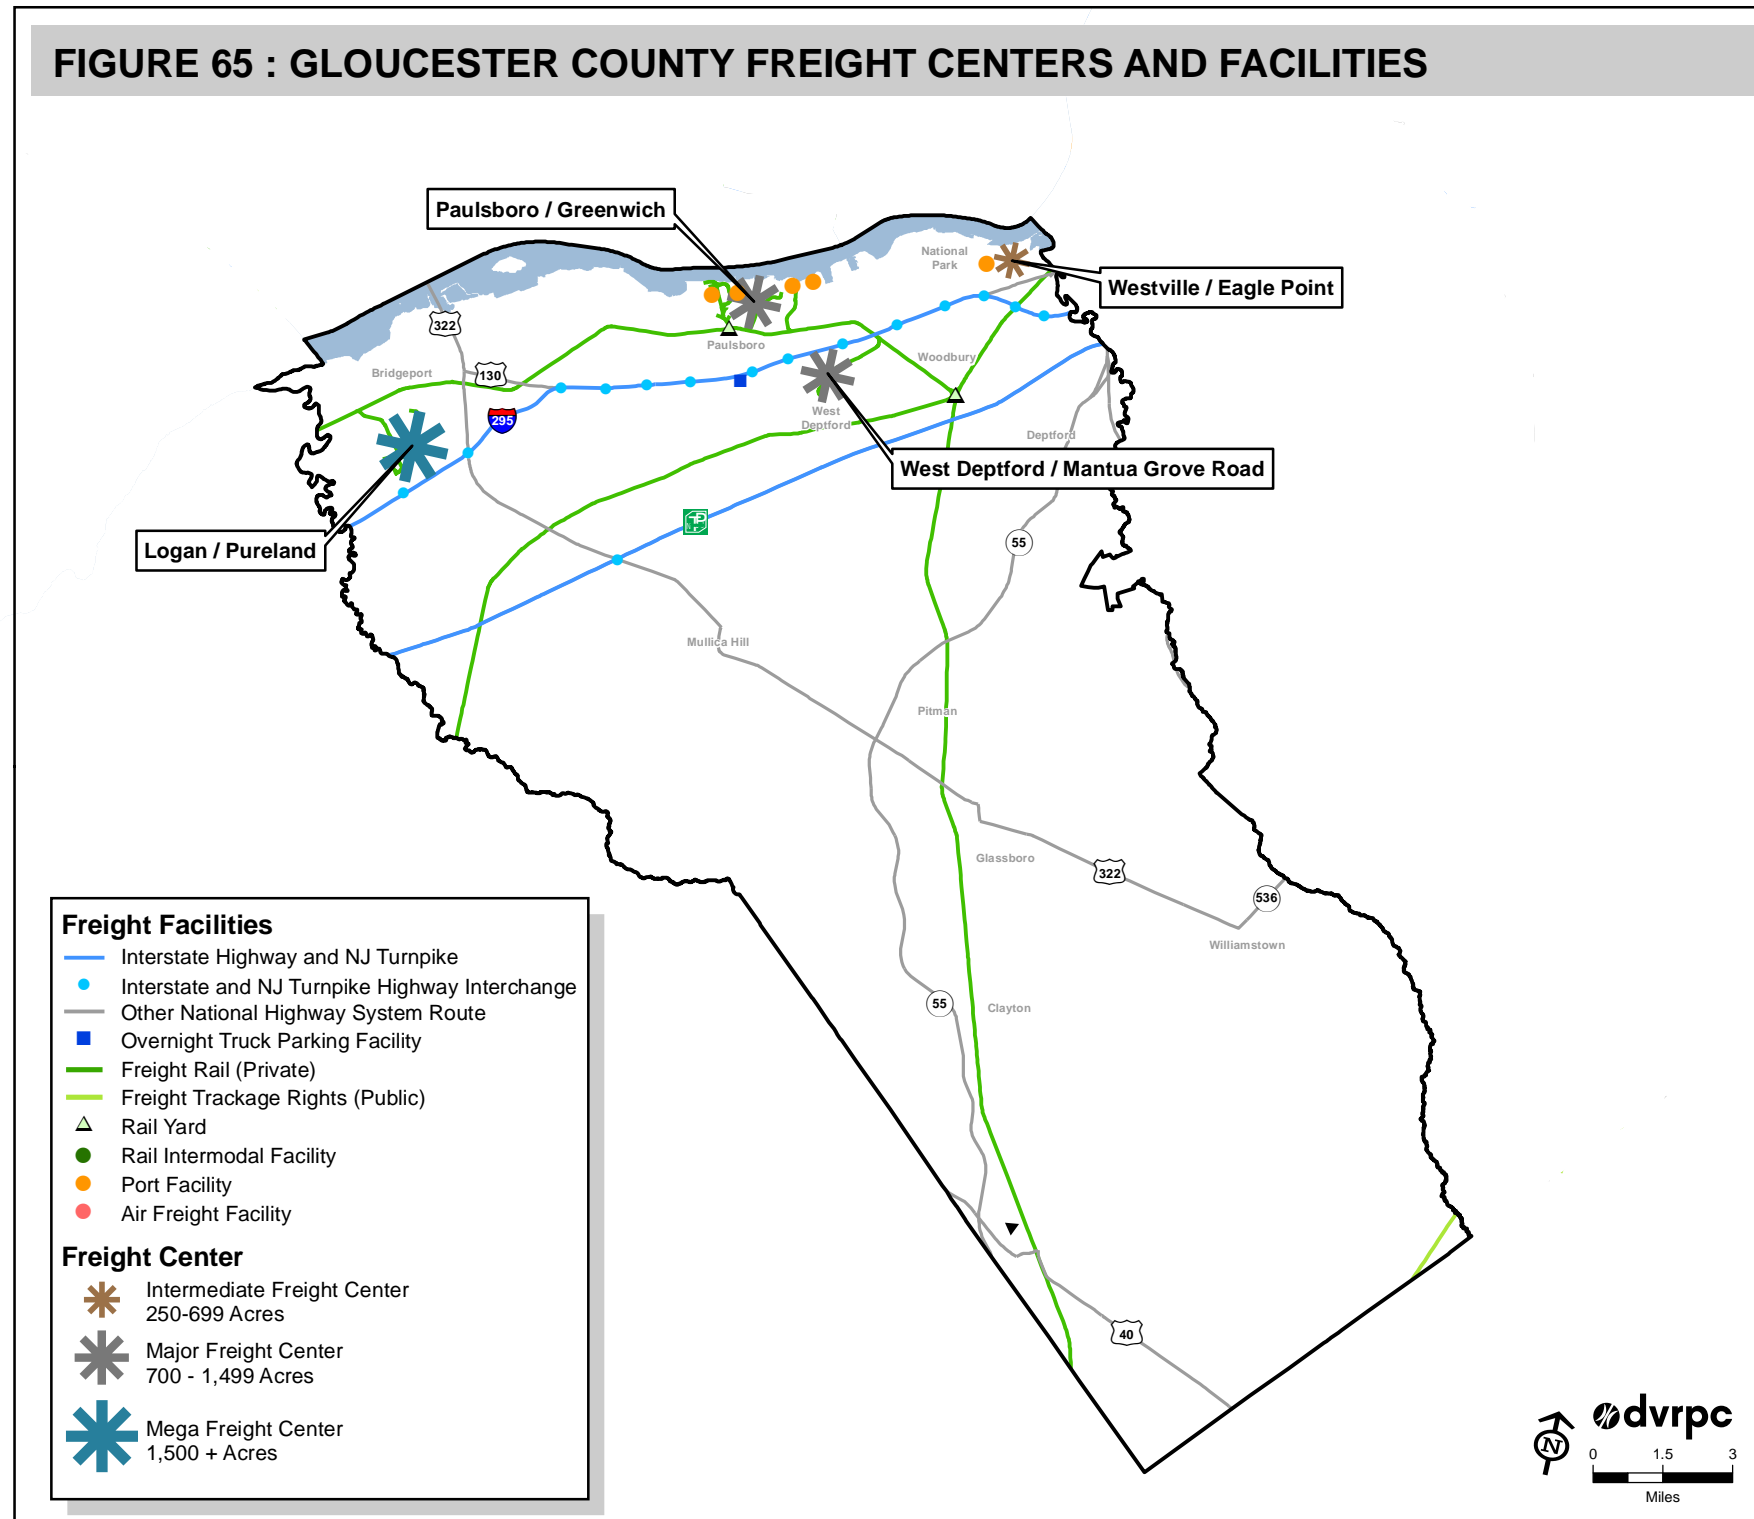 FIGURE 65 : GLOUCESTER COUNTY FREIGHT CENTERS AND FACILITIES
Paulsboro / Greenwich
National
Park
Westville / Eagle Point
322
Paulsboro
Woodbury
Bridgeport
130
295
West
Deptford
Deptford
West Deptford / Mantua Grove Road
Logan / Pureland
TP
55
Mullica Hill
Pitman
Glassboro
322
536
Williamstown
55
Clayton
40
Freight Facilities
Interstate Highway and NJ Turnpike
Interstate and NJ Turnpike Highway Interchange
Other National Highway System Route
Overnight Truck Parking Facility
Freight Rail (Private)
Freight Trackage Rights (Public)
Rail Yard
Rail Intermodal Facility
Port Facility
Air Freight Facility
Freight Center
Intermediate Freight Center
250-699 Acres
Major Freight Center
700 - 1,499 Acres
Mega Freight Center
1,500 + Acres
N
dvrpc
0 1.5 3
Miles